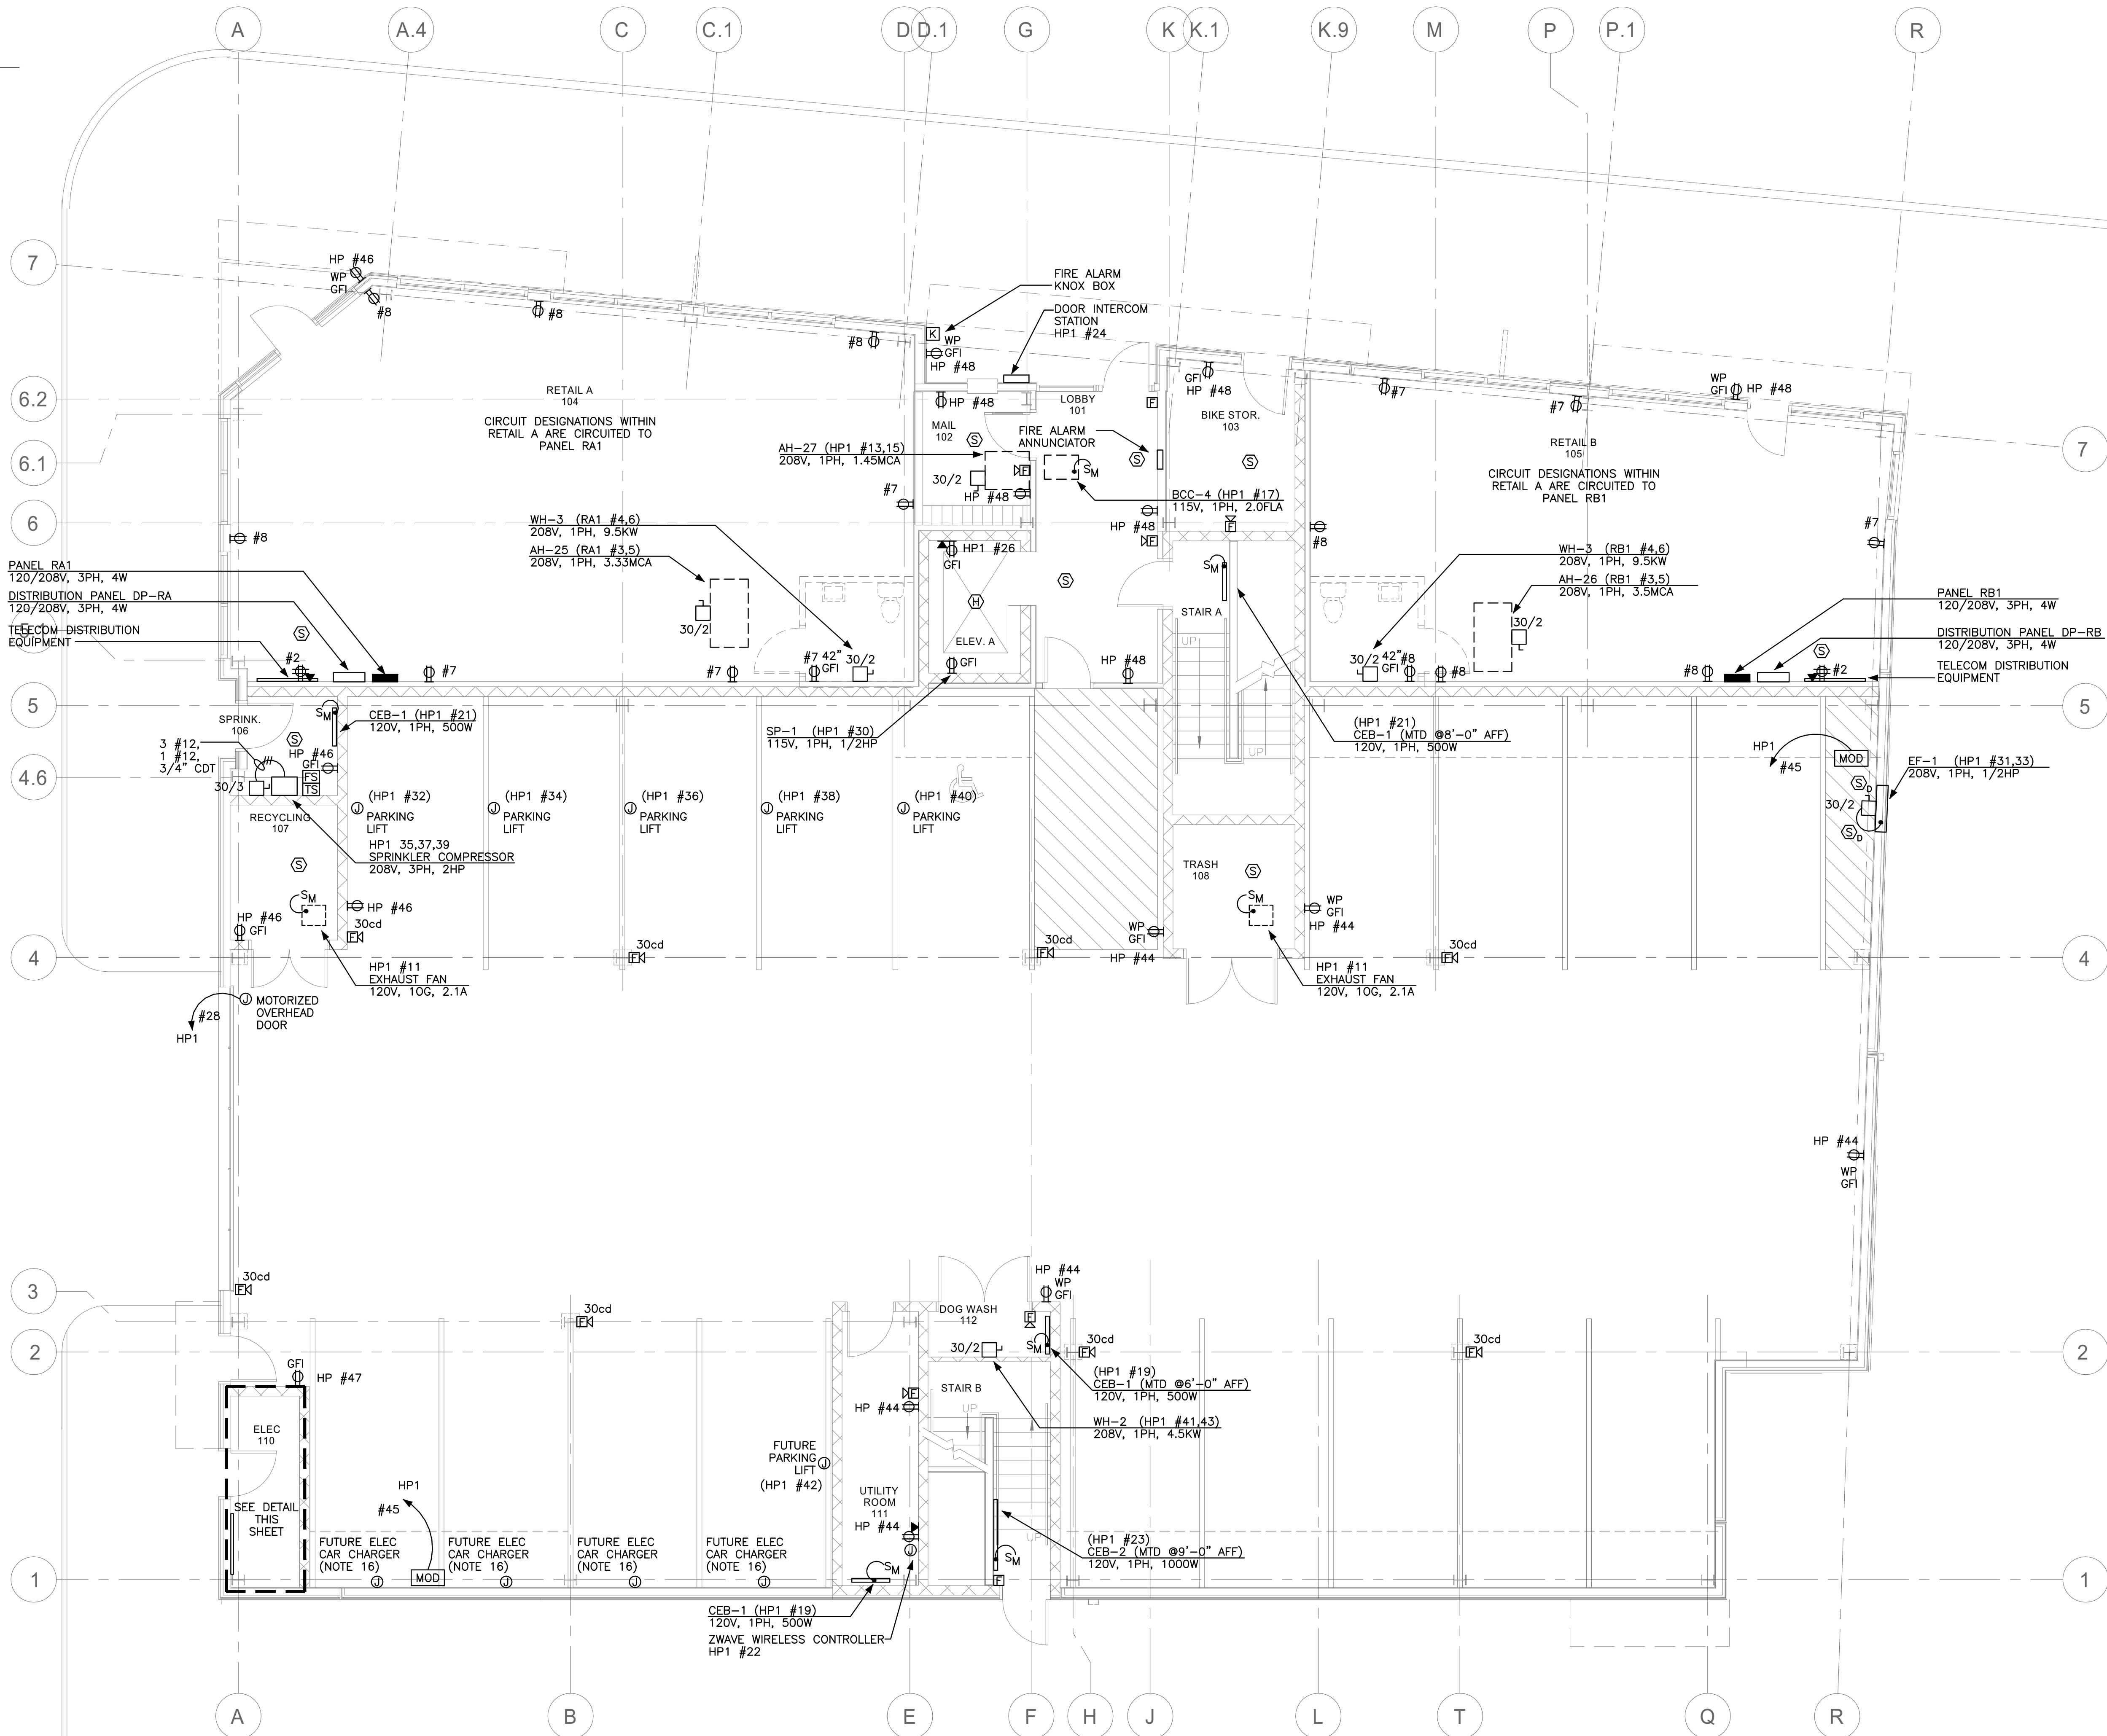 A
A.4
C
C.1
D
D.1
G
K
K.1
K.9
M
P
P.1
R
7
6.2
6.1
6
5
4.6
4
3
2
1
7
5
4
2
1
HP #46
WP
GFI
#8
#8
#8
FIRE ALARM
KNOX BOX
DOOR INTERCOM
STATION
HP1 #24
K
WP
GFI
HP #48
RETAIL A
104
CIRCUIT DESIGNATIONS WITHIN
RETAIL A ARE CIRCUITED TO
PANEL RA1
HP #48
MAIL
102
S
LOBBY
101
F
FIRE ALARM
ANNUNCIATOR
S
GFI
HP #48
BIKE STOR.
103
S
#7
#7
WP
GFI
HP #48
RETAIL B
105
CIRCUIT DESIGNATIONS WITHIN
RETAIL A ARE CIRCUITED TO
PANEL RB1
AH-27 (HP1 #13,15)
208V, 1PH, 1.45MCA
30/2
F
HP #48
SM
BCC-4 (HP1 #17)
115V, 1PH, 2.0FLA
#7
HP #48
F
F
#8
#7
#8
WH-3 (RA1 #4,6)
208V, 1PH, 9.5KW
AH-25 (RA1 #3,5)
208V, 1PH, 3.33MCA
30/2
HP1 #26
GFI
H
ELEV. A
GFI
S
SM
STAIR A
UP
UP
WH-3 (RB1 #4,6)
208V, 1PH, 9.5KW
AH-26 (RB1 #3,5)
208V, 1PH, 3.5MCA
30/2
PANEL RA1
120/208V, 3PH, 4W
DISTRIBUTION PANEL DP-RA
120/208V, 3PH, 4W
TELECOM DISTRIBUTION
EQUIPMENT
S
#2
#7
#7
#7
42"
GFI
30/2
HP #48
30/2
42"
GFI
#8
#8
#8
S
#2
PANEL RB1
120/208V, 3PH, 4W
DISTRIBUTION PANEL DP-RB
120/208V, 3PH, 4W
TELECOM DISTRIBUTION
EQUIPMENT
SPRINK.
106
S
SM
CEB-1 (HP1 #21)
120V, 1PH, 500W
3 #12,
1 #12,
3/4" CDT
30/3
HP #46
GFI
FS
TS
SP-1 (HP1 #30)
115V, 1PH, 1/2HP
(HP1 #21)
CEB-1 (MTD @8'-0" AFF)
120V, 1PH, 500W
HP1
#45
MOD
SD
30/2
SD
EF-1 (HP1 #31,33)
208V, 1PH, 1/2HP
RECYCLING
107
S
J
(HP1 #32)
PARKING
LIFT
J
(HP1 #34)
PARKING
LIFT
J
(HP1 #36)
PARKING
LIFT
J
(HP1 #38)
PARKING
LIFT
J
(HP1 #40)
PARKING
LIFT
HP1 35,37,39
SPRINKLER COMPRESSOR
208V, 3PH, 2HP
SM
HP #46
HP #46
GFI
30cd
F
HP1 #11
EXHAUST FAN
120V, 10G, 2.1A
30cd
F
30cd
F
WP
GFI
HP #44
TRASH
108
S
SM
WP
GFI
HP #44
HP1 #11
EXHAUST FAN
120V, 10G, 2.1A
30cd
F
J
MOTORIZED
OVERHEAD
DOOR
#28
HP1
HP #44
WP
GFI
30cd
F
30cd
F
GFI
HP #47
ELEC
110
SEE DETAIL
THIS
SHEET
DOG WASH
112
HP #44
WP
GFI
F
30/2
SM
30cd
F
30cd
F
(HP1 #19)
CEB-1 (MTD @6'-0" AFF)
120V, 1PH, 500W
WH-2 (HP1 #41,43)
208V, 1PH, 4.5KW
STAIR B
UP
UP
F
HP #44
FUTURE
PARKING
LIFT
J
(HP1 #42)
UTILITY
ROOM
111
HP #44
J
SM
SM
F
HP1
#45
MOD
FUTURE ELEC
CAR CHARGER
(NOTE 16)
J
FUTURE ELEC
CAR CHARGER
(NOTE 16)
J
FUTURE ELEC
CAR CHARGER
(NOTE 16)
J
FUTURE ELEC
CAR CHARGER
(NOTE 16)
J
(HP1 #23)
CEB-2 (MTD @9'-0" AFF)
120V, 1PH, 1000W
CEB-1 (HP1 #19)
120V, 1PH, 500W
ZWAVE WIRELESS CONTROLLER
HP1 #22
A
B
E
F
H
J
L
T
Q
R